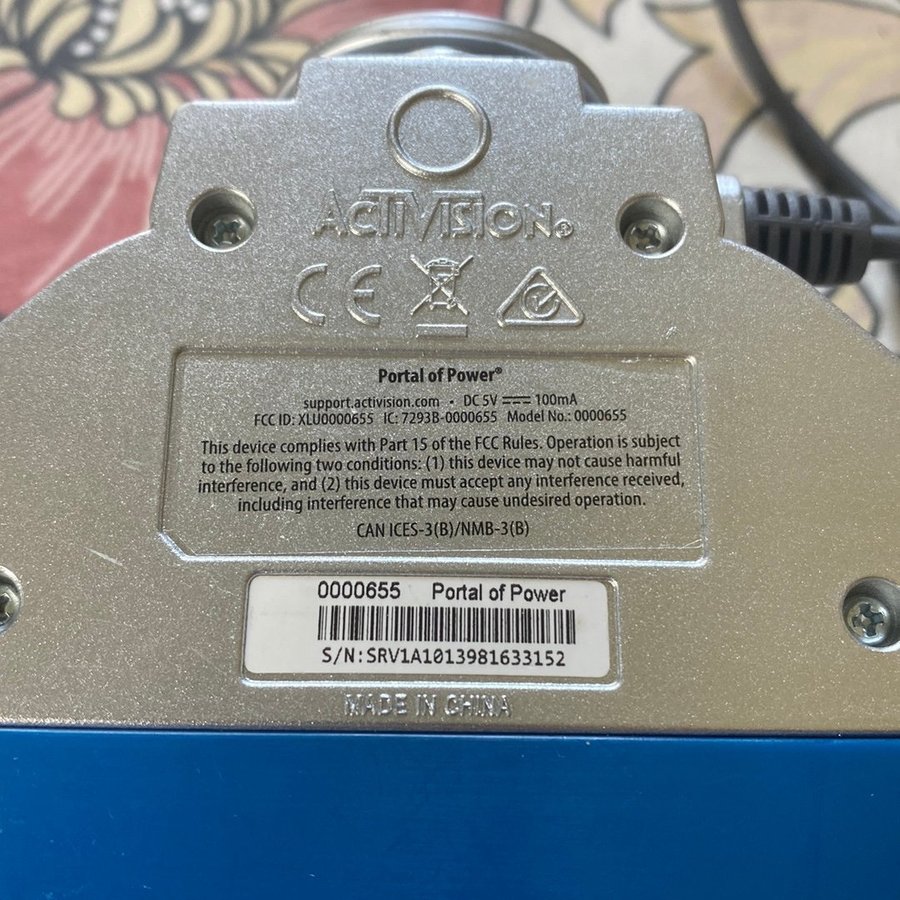 ACTIVISION®
CE
Portal of Power®
support.activision.com • DC 5V ⎓ 100mA
FCC ID: XLU0000655 IC: 7293B-0000655 Model No.: 0000655
This device complies with Part 15 of the FCC Rules. Operation is subject
to the following two conditions: (1) this device may not cause harmful
interference, and (2) this device must accept any interference received,
including interference that may cause undesired operation.
CAN ICES-3(B)/NMB-3(B)
0000655 Portal of Power
S/N:SRV1A1013981633152
MADE IN CHINA